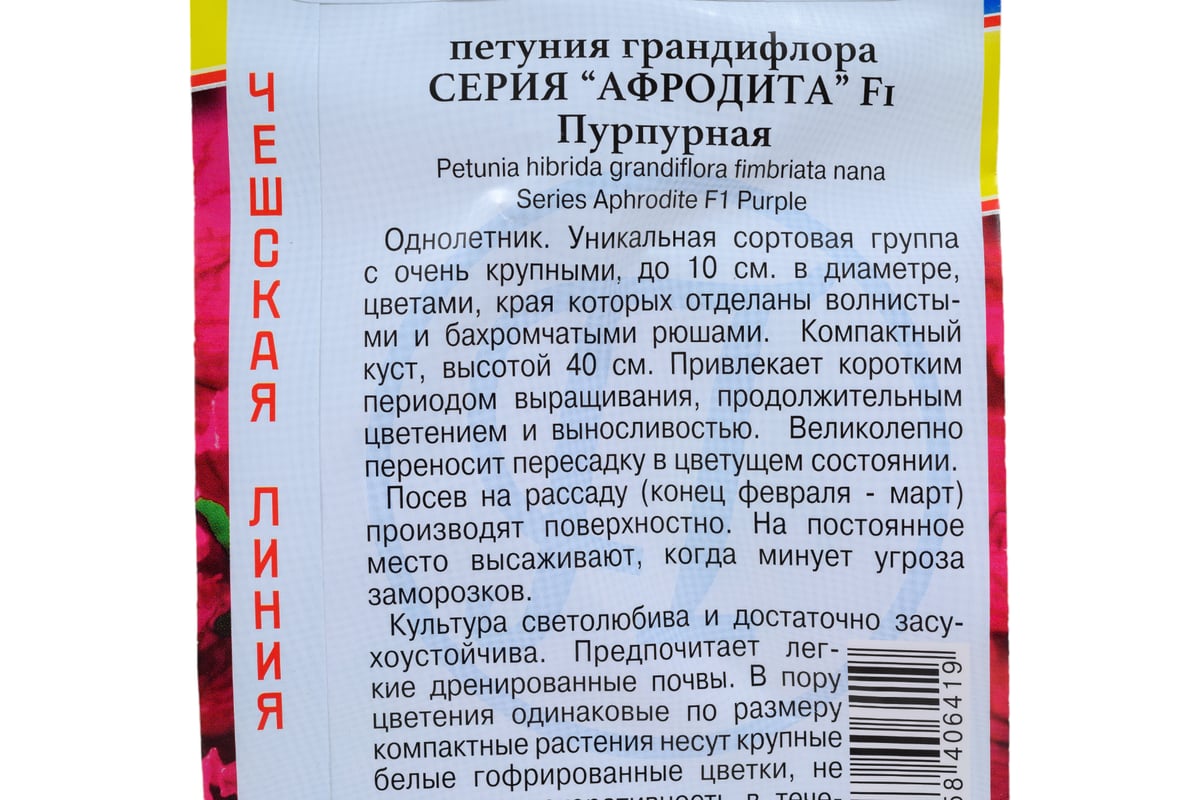 петуния грандифлора
СЕРИЯ “АФРОДИТА” F1
Пурпурная
Petunia hibrida grandiflora fimbriata nana
Series Aphrodite F1 Purple
Однолетник. Уникальная сортовая группа
с очень крупными, до 10 см. в диаметре,
цветами, края которых отделаны волнисты-
ми и бахромчатыми рюшами. Компактный
куст, высотой 40 см. Привлекает коротким
периодом выращивания, продолжительным
цветением и выносливостью. Великолепно
переносит пересадку в цветущем состоянии.
Посев на рассаду (конец февраля - март)
производят поверхностно. На постоянное
место высаживают, когда минует угроза
заморозков.
Культура светолюбива и достаточно засу-
хоустойчива. Предпочитает лег-
кие дренированные почвы. В пору
цветения одинаковые по размеру
компактные растения несут крупные
белые гофрированные цветки, не
декоративность в тече-
ЧЕШСКАЯ ЛИНИЯ
58 406419